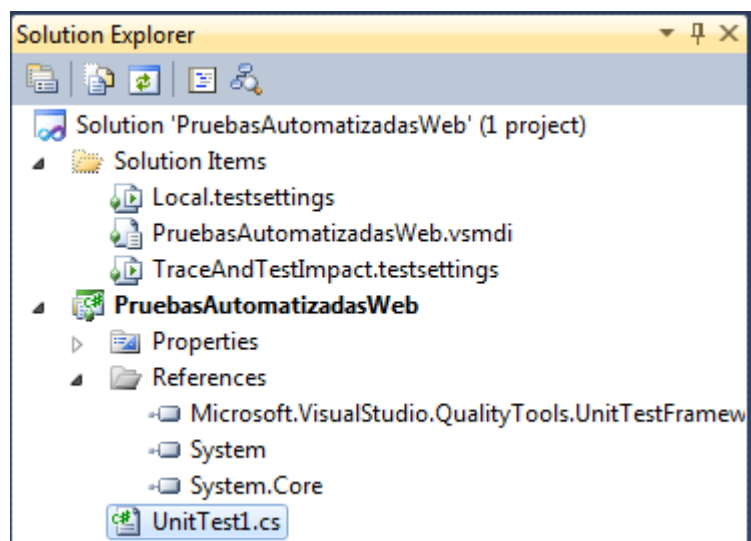 Solution Explorer
Solution 'PruebasAutomatizadasWeb' (1 project)
Solution Items
Local.testsettings
PruebasAutomatizadasWeb.vsmdi
TraceAndTestImpact.testsettings
PruebasAutomatizadasWeb
Properties
References
Microsoft.VisualStudio.QualityTools.UnitTestFramew
System
System.Core
UnitTest1.cs